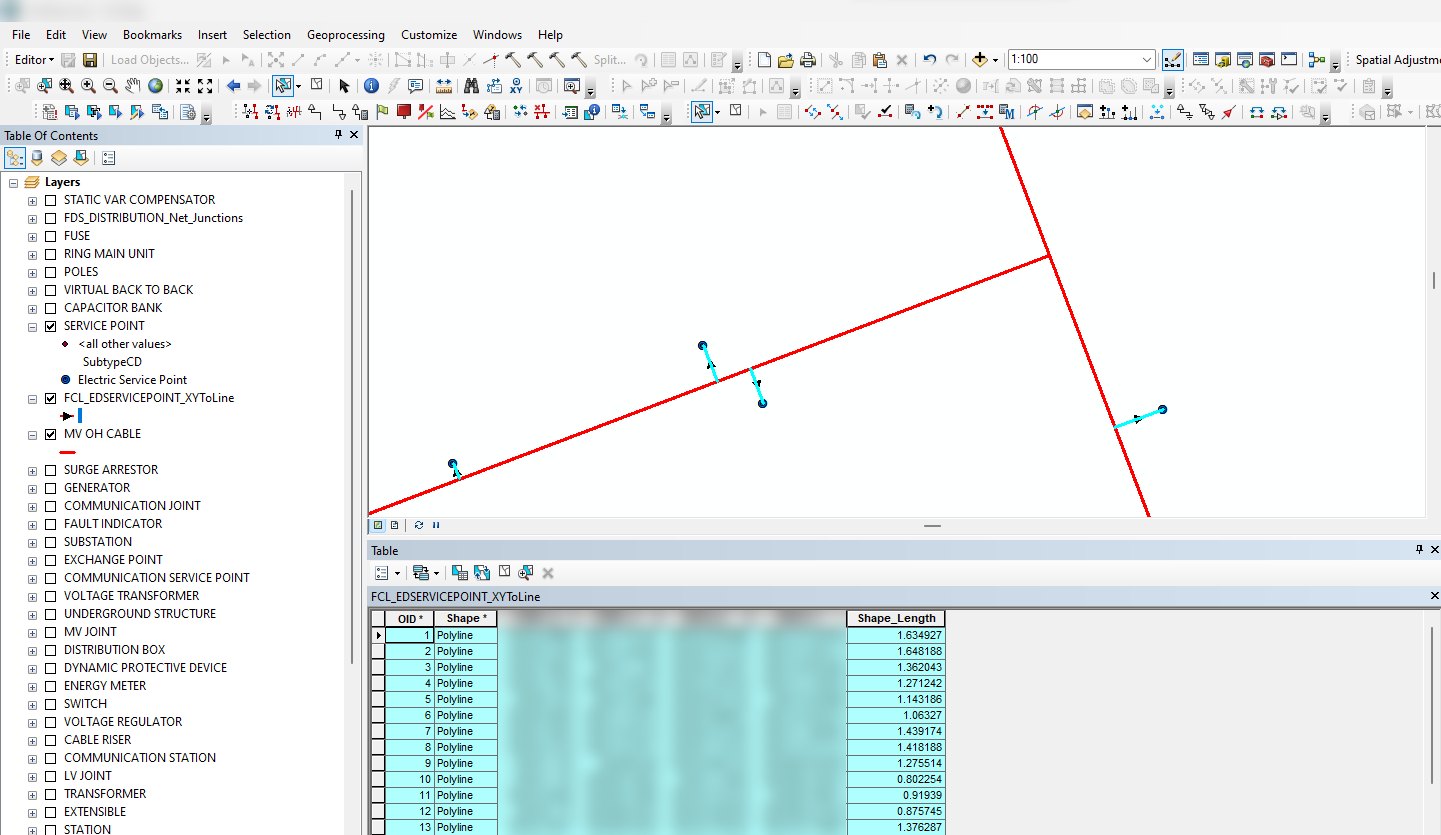 File Edit View Bookmarks Insert Selection Geoprocessing Customize Windows Help
Editor Load Objects... Split... 1:100 Spatial Adjustme
Table Of Contents
Layers
STATIC VAR COMPENSATOR
FDS_DISTRIBUTION_Net_Junctions
FUSE
RING MAIN UNIT
POLES
VIRTUAL BACK TO BACK
CAPACITOR BANK
SERVICE POINT
<all other values>
SubtypeCD
Electric Service Point
FCL_EDSERVICEPOINT_XYToLine
MV OH CABLE
SURGE ARRESTOR
GENERATOR
COMMUNICATION JOINT
FAULT INDICATOR
SUBSTATION
EXCHANGE POINT
COMMUNICATION SERVICE POINT
VOLTAGE TRANSFORMER
UNDERGROUND STRUCTURE
MV JOINT
DISTRIBUTION BOX
DYNAMIC PROTECTIVE DEVICE
ENERGY METER
SWITCH
VOLTAGE REGULATOR
CABLE RISER
COMMUNICATION STATION
LV JOINT
TRANSFORMER
EXTENSIBLE
STATION
Table
FCL_EDSERVICEPOINT_XYToLine
OID * Shape * Shape_Length
1 Polyline 1.634927
2 Polyline 1.648188
3 Polyline 1.362043
4 Polyline 1.271242
5 Polyline 1.143186
6 Polyline 1.06327
7 Polyline 1.439174
8 Polyline 1.418188
9 Polyline 1.275514
10 Polyline 0.802254
11 Polyline 0.91939
12 Polyline 0.875745
13 Polyline 1.376287